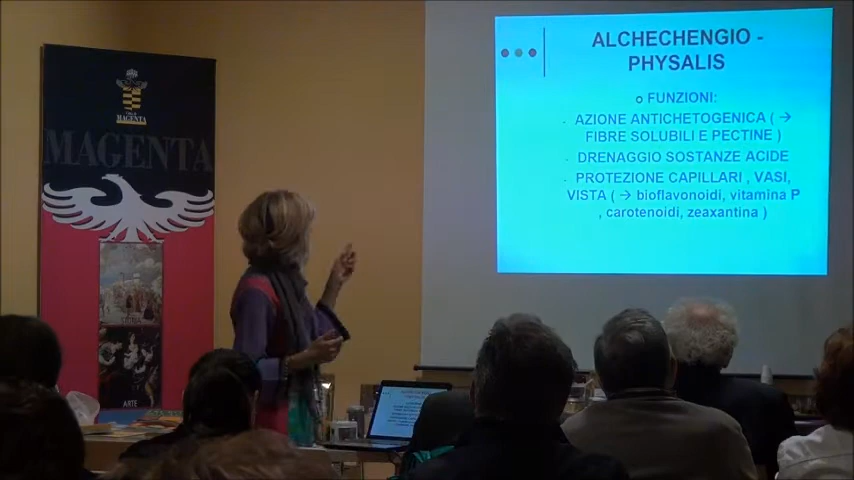 MAGENTA
MAGENTA
ARTE
ALCHECHENGIO -
PHYSALIS
FUNZIONI:
AZIONE ANTICHETOGENICA ( →
FIBRE SOLUBILI E PECTINE )
DRENAGGIO SOSTANZE ACIDE
PROTEZIONE CAPILLARI , VASI,
VISTA ( → bioflavonoidi, vitamina P
, carotenoidi, zeaxantina )